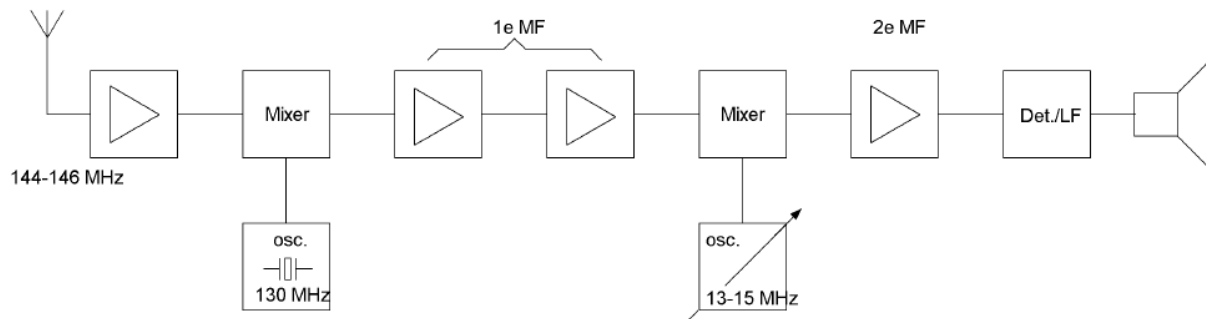 1e MF
2e MF
Mixer
Mixer
Det./LF
144-146 MHz
osc.
130 MHz
osc.
13-15 MHz